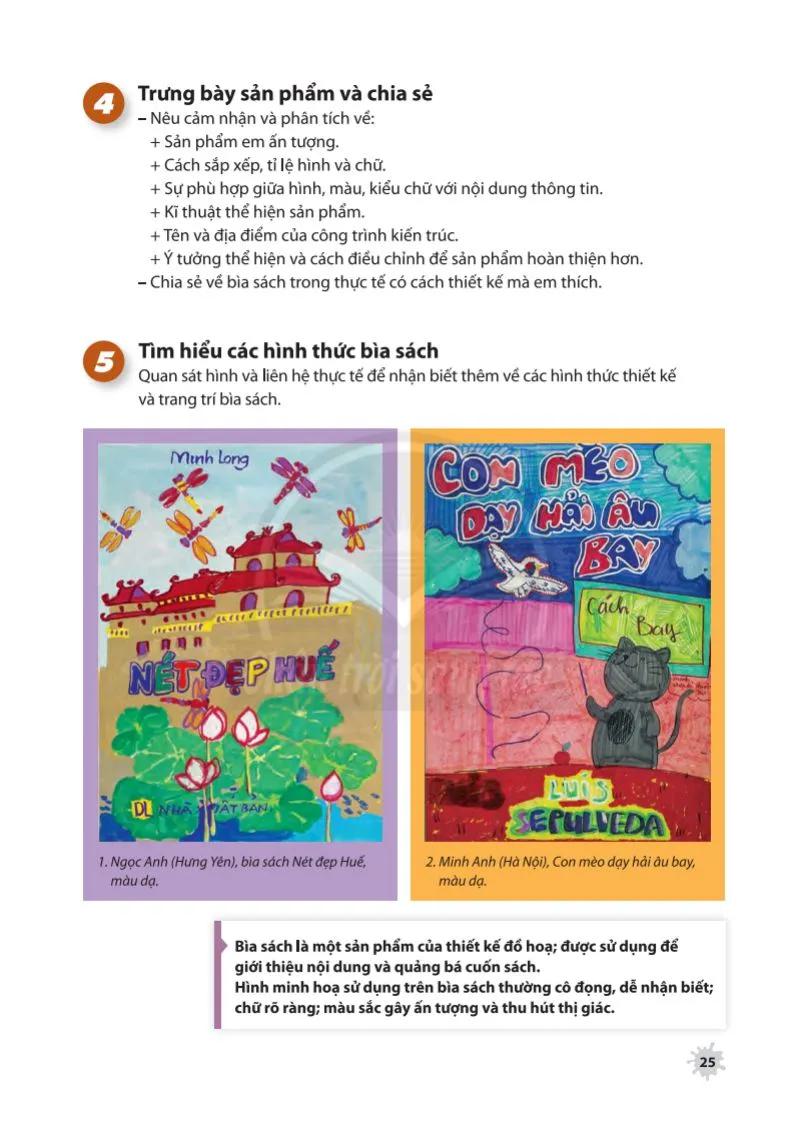 4 Trưng bày sản phẩm và chia sẻ
– Nêu cảm nhận và phân tích về:
+ Sản phẩm em ấn tượng.
+ Cách sắp xếp, tỉ lệ hình và chữ.
+ Sự phù hợp giữa hình, màu, kiểu chữ với nội dung thông tin.
+ Kĩ thuật thể hiện sản phẩm.
+ Tên và địa điểm của công trình kiến trúc.
+ Ý tưởng thể hiện và cách điều chỉnh để sản phẩm hoàn thiện hơn.
– Chia sẻ về bìa sách trong thực tế có cách thiết kế mà em thích.
5 Tìm hiểu các hình thức bìa sách
Quan sát hình và liên hệ thực tế để nhận biết thêm về các hình thức thiết kế
và trang trí bìa sách.
Minh Long
NÉT ĐẸP HUẾ
DL NHÀ XUẤT BẢN
CON MÈO
DẠY HẢI ÂU
BAY
Cách
Bay
LUIS
SEPULVEDA
chân trời sáng tạo
1. Ngọc Anh (Hưng Yên), bìa sách Nét đẹp Huế,
màu dạ.
2. Minh Anh (Hà Nội), Con mèo dạy hải âu bay,
màu dạ.
Bìa sách là một sản phẩm của thiết kế đồ hoạ; được sử dụng để
giới thiệu nội dung và quảng bá cuốn sách.
Hình minh hoạ sử dụng trên bìa sách thường cô đọng, dễ nhận biết;
chữ rõ ràng; màu sắc gây ấn tượng và thu hút thị giác.
25